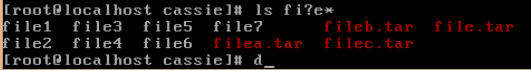 [root@localhost cassie]# ls fi?e*
file1 file3 file5 file7 fileb.tar file.tar
file2 file4 file6 filea.tar filec.tar
[root@localhost cassie]# d_